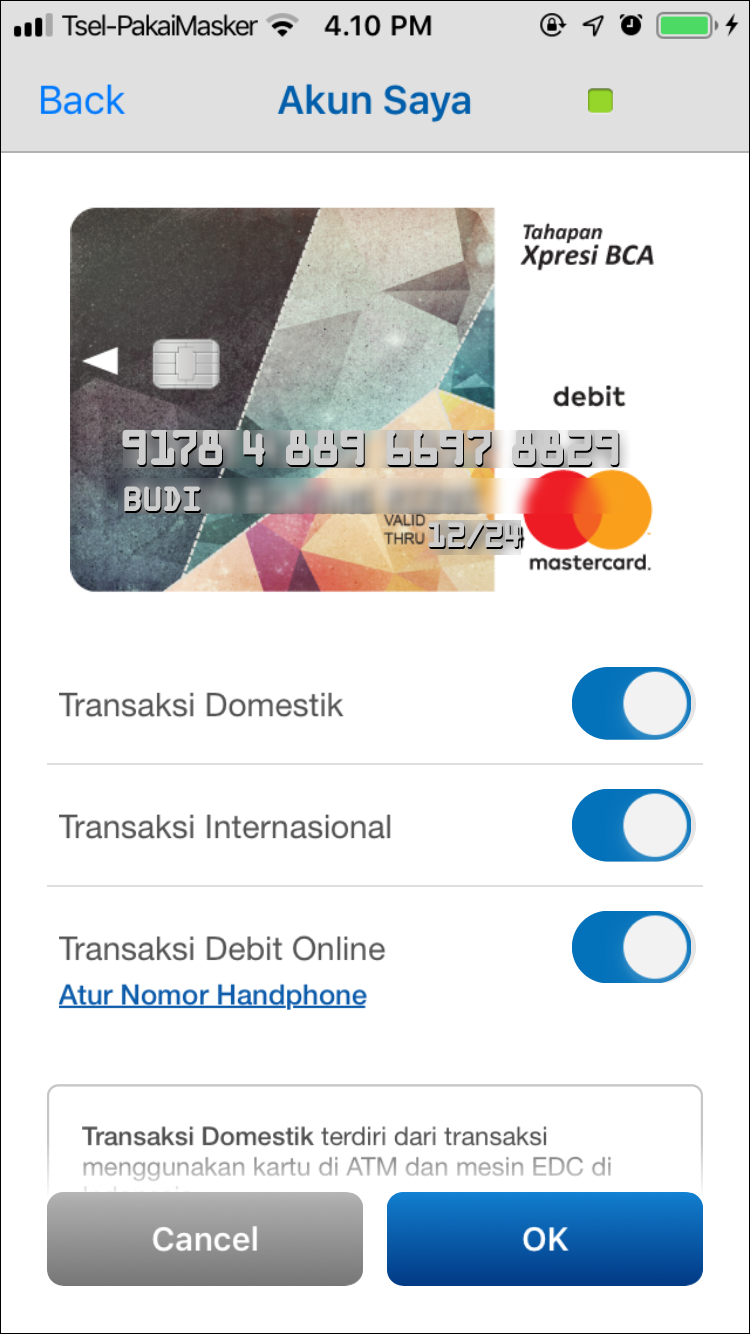 Tsel-PakaiMasker 4.10 PM
Back Akun Saya
Tahapan
Xpresi BCA
debit
9178 4 889 6697 8829
BUDI
VALID
THRU 12/24
mastercard.
Transaksi Domestik
Transaksi Internasional
Transaksi Debit Online
Atur Nomor Handphone
Transaksi Domestik terdiri dari transaksi
menggunakan kartu di ATM dan mesin EDC di
Cancel OK